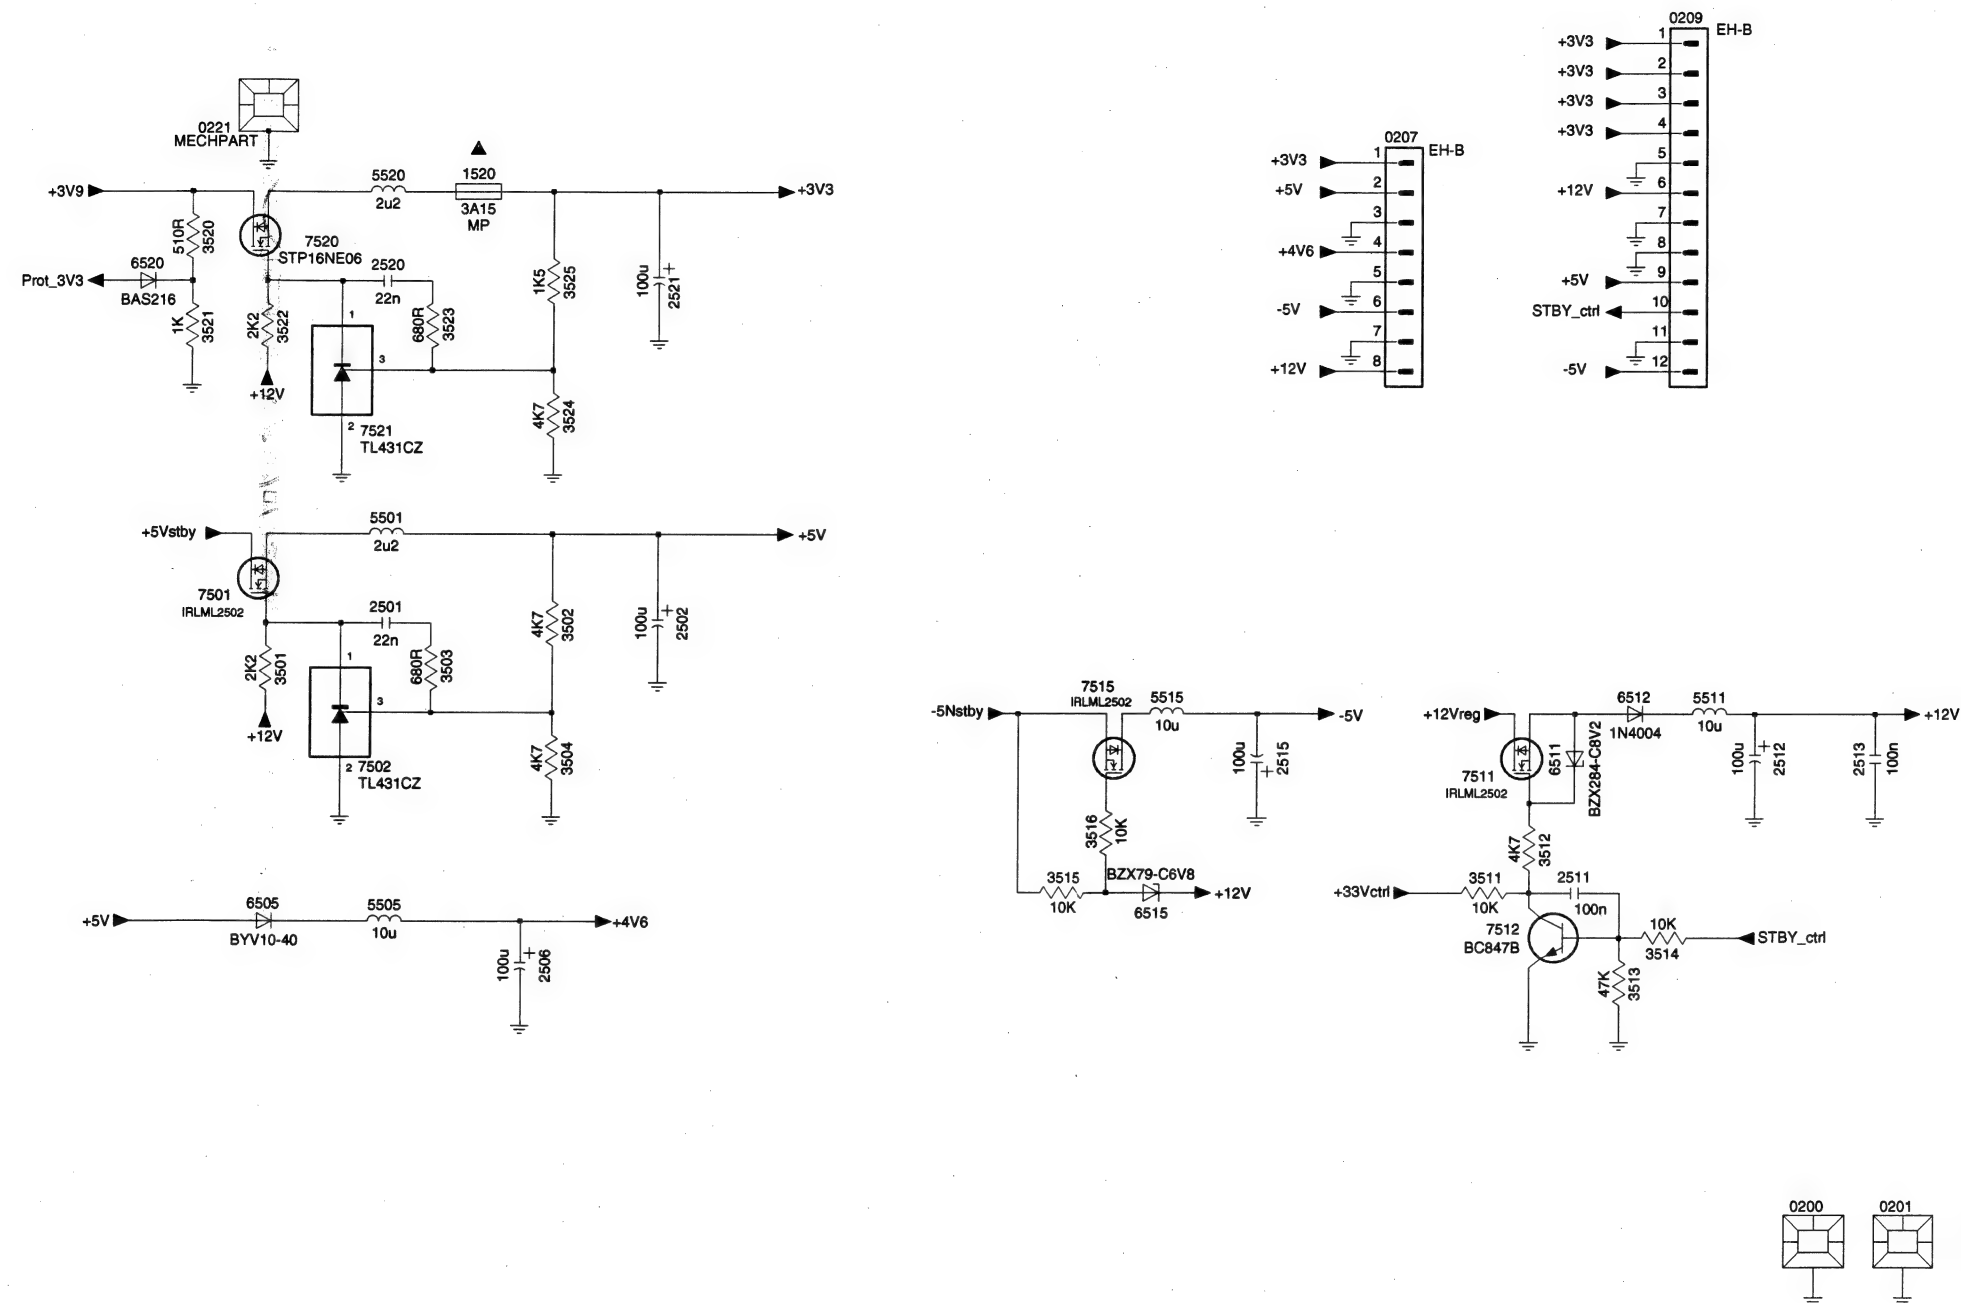 0221
MECHPART
+3V9
5520
2u2
1520
3A15
MP
+3V3
510R
3520
7520
STP16NE06
6520
Prot_3V3
BAS216
1K
3521
2K2
3522
+12V
2520
22n
680R
3523
1
3
2
7521
TL431CZ
1K5
3525
4K7
3524
100u
+
2521
+5Vstby
5501
2u2
+5V
7501
IRLML2502
2501
22n
2K2
3501
+12V
680R
3503
1
3
2
7502
TL431CZ
4K7
3502
4K7
3504
100u
+
2502
+5V
6505
BYV10-40
5505
10u
+4V6
100u
+
2506
0207
EH-B
+3V3 1
+5V 2
3
+4V6 4
5
-5V 6
7
+12V 8
0209
EH-B
+3V3 1
+3V3 2
+3V3 3
+3V3 4
5
+12V 6
7
8
+5V 9
STBY_ctrl 10
11
-5V 12
-5Nstby
7515
IRLML2502
5515
10u
-5V
100u
+
2515
3516
10K
3515
10K
BZX79-C6V8
6515
+12V
+12Vreg
6512
1N4004
5511
10u
+12V
7511
IRLML2502
6511
BZX284-C8V2
100u
+
2512
2513
100n
4K7
3512
+33Vctrl
3511
10K
2511
100n
7512
BC847B
10K
3514
STBY_ctrl
47K
3513
0200
0201